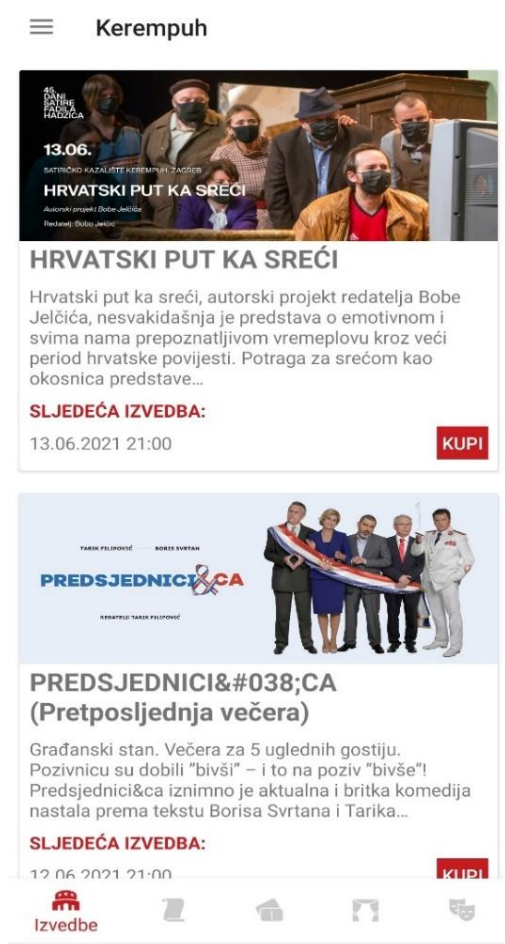 Kerempuh
45.
DANI
SATIRE
FADILA
HADŽIĆA
13.06.
SATIRIČKO KAZALIŠTE KEREMPUH, ZAGREB
HRVATSKI PUT KA SREĆI
Autorski projekt Bobe Jelčića
Redatelj: Bobo Jelčić
HRVATSKI PUT KA SREĆI
Hrvatski put ka sreći, autorski projekt redatelja Bobe
Jelčića, nesvakidašnja je predstava o emotivnom i
svima nama prepoznatljivom vremeplovu kroz veći
period hrvatske povijesti. Potraga za srećom kao
okosnica predstave...
SLJEDEĆA IZVEDBA:
13.06.2021 21:00
KUPI
TARIK FILIPOVIĆ BORIS SVRTAN
PREDSJEDNICI&CA
REDATELJ TARIK FILIPOVIĆ
PREDSJEDNICI&#038;CA
(Pretposljednja večera)
Građanski stan. Večera za 5 uglednih gostiju.
Pozivnicu su dobili ”bivši” – i to na poziv ”bivše”!
Predsjednici&ca iznimno je aktualna i britka komedija
nastala prema tekstu Borisa Svrtana i Tarika...
SLJEDEĆA IZVEDBA:
12.06.2021 21:00
KUPI
Izvedbe